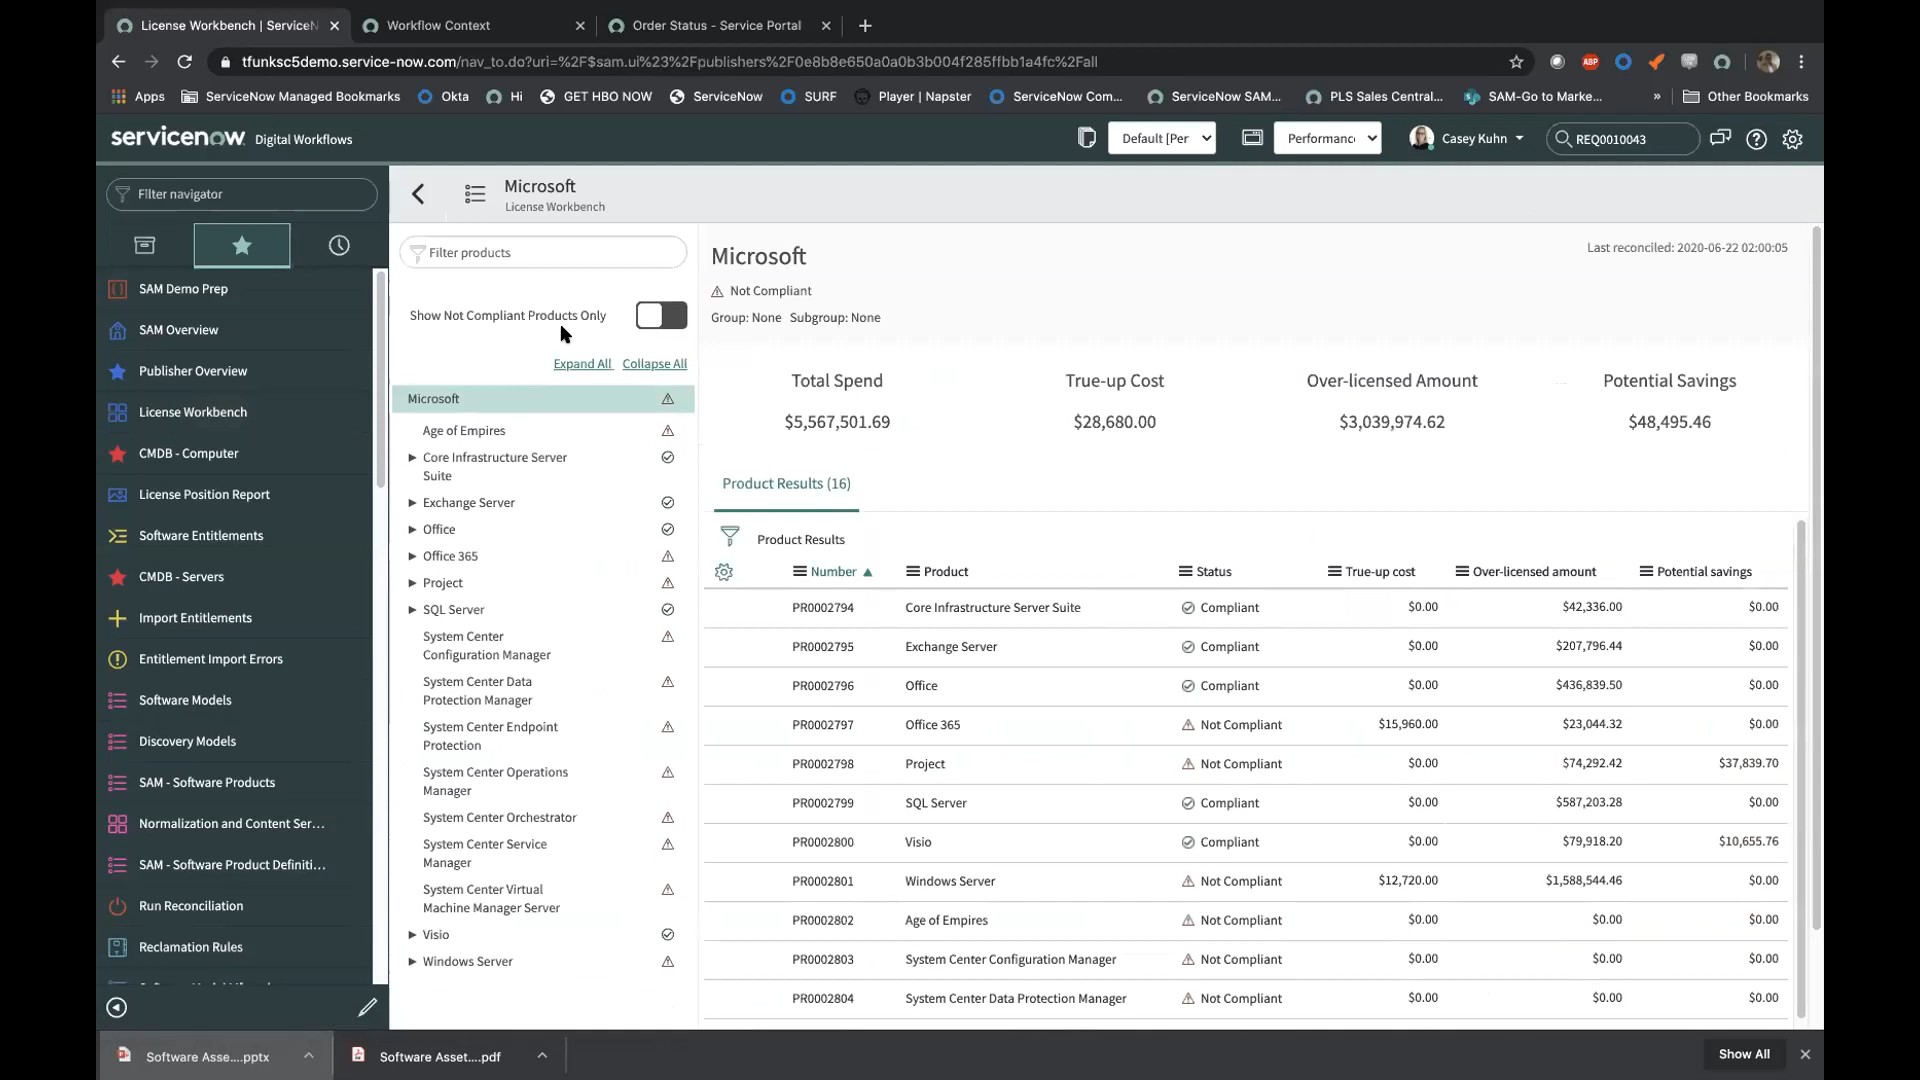 License Workbench | ServiceN
Workflow Context
Order Status - Service Portal
tfunksc5demo.service-now.com/nav_to.do?uri=%2F$sam.ui%23%2Fpublishers%2F0e8b8e650a0a0b3b004f285ffbb1a4fc%2Fall
ABP
Apps
ServiceNow Managed Bookmarks
Okta
Hi
GET HBO NOW
ServiceNow
SURF
Player | Napster
ServiceNow Com...
ServiceNow SAM...
PLS Sales Central...
SAM-Go to Marke...
»
Other Bookmarks
servicenow Digital Workflows
Default [Per
Performanc
Casey Kuhn
REQ0010043
Filter navigator
SAM Demo Prep
SAM Overview
Publisher Overview
License Workbench
CMDB - Computer
License Position Report
Software Entitlements
CMDB - Servers
Import Entitlements
Entitlement Import Errors
Software Models
Discovery Models
SAM - Software Products
Normalization and Content Ser...
SAM - Software Product Definiti...
Run Reconciliation
Reclamation Rules
Microsoft
License Workbench
Filter products
Show Not Compliant Products Only
Expand All Collapse All
Microsoft
Age of Empires
Core Infrastructure Server
Suite
Exchange Server
Office
Office 365
Project
SQL Server
System Center
Configuration Manager
System Center Data
Protection Manager
System Center Endpoint
Protection
System Center Operations
Manager
System Center Orchestrator
System Center Service
Manager
System Center Virtual
Machine Manager Server
Visio
Windows Server
Microsoft
Last reconciled: 2020-06-22 02:00:05
Not Compliant
Group: None Subgroup: None
Total Spend True-up Cost Over-licensed Amount Potential Savings
$5,567,501.69 $28,680.00 $3,039,974.62 $48,495.46
Product Results (16)
Product Results
Number Product Status True-up cost Over-licensed amount Potential savings
PR0002794 Core Infrastructure Server Suite Compliant $0.00 $42,336.00 $0.00
PR0002795 Exchange Server Compliant $0.00 $207,796.44 $0.00
PR0002796 Office Compliant $0.00 $436,839.50 $0.00
PR0002797 Office 365 Not Compliant $15,960.00 $23,044.32 $0.00
PR0002798 Project Not Compliant $0.00 $74,292.42 $37,839.70
PR0002799 SQL Server Compliant $0.00 $587,203.28 $0.00
PR0002800 Visio Compliant $0.00 $79,918.20 $10,655.76
PR0002801 Windows Server Not Compliant $12,720.00 $1,588,544.46 $0.00
PR0002802 Age of Empires Not Compliant $0.00 $0.00 $0.00
PR0002803 System Center Configuration Manager Not Compliant $0.00 $0.00 $0.00
PR0002804 System Center Data Protection Manager Not Compliant $0.00 $0.00 $0.00
Software Asse....pptx
Software Asset....pdf
Show All